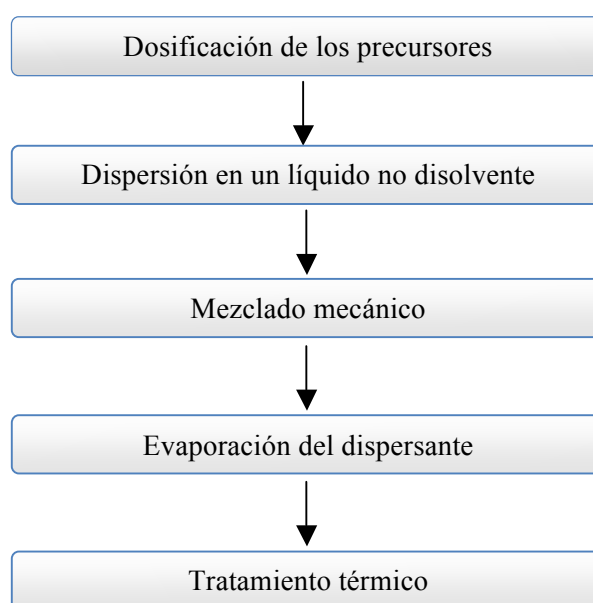 Dosificación de los precursores
Dispersión en un líquido no disolvente
Mezclado mecánico
Evaporación del dispersante
Tratamiento térmico